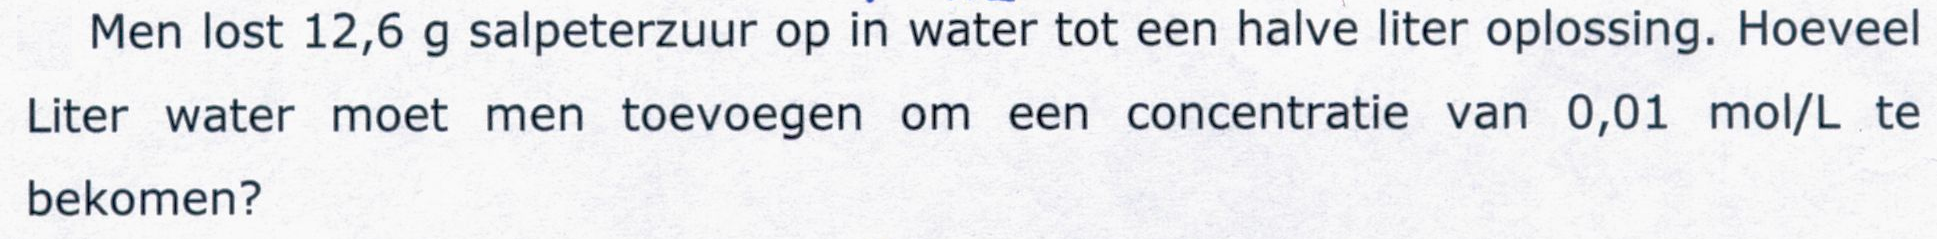 Men lost 12,6 g salpeterzuur op in water tot een halve liter oplossing. Hoeveel
Liter water moet men toevoegen om een concentratie van 0,01 mol/L te
bekomen?